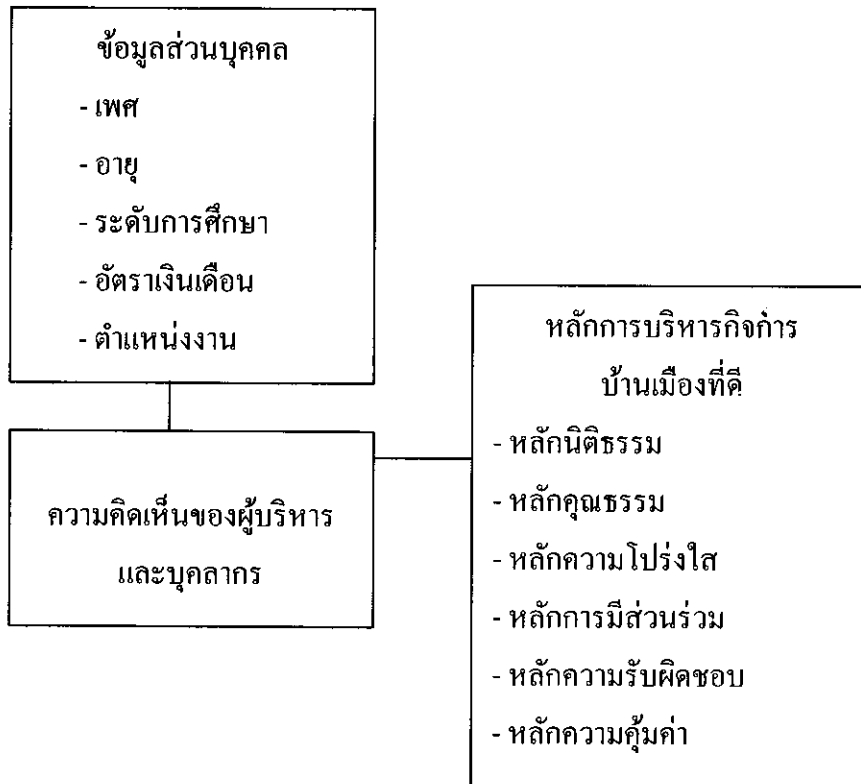 ข้อมูลส่วนบุคคล
- เพศ
- อายุ
- ระดับการศึกษา
- อัตราเงินเดือน
- ตำแหน่งงาน
ความคิดเห็นของผู้บริหาร
และบุคลากร
หลักการบริหารกิจการ
บ้านเมืองที่ดี
- หลักนิติธรรม
- หลักคุณธรรม
- หลักความโปร่งใส
- หลักการมีส่วนร่วม
- หลักความรับผิดชอบ
- หลักความคุ้มค่า